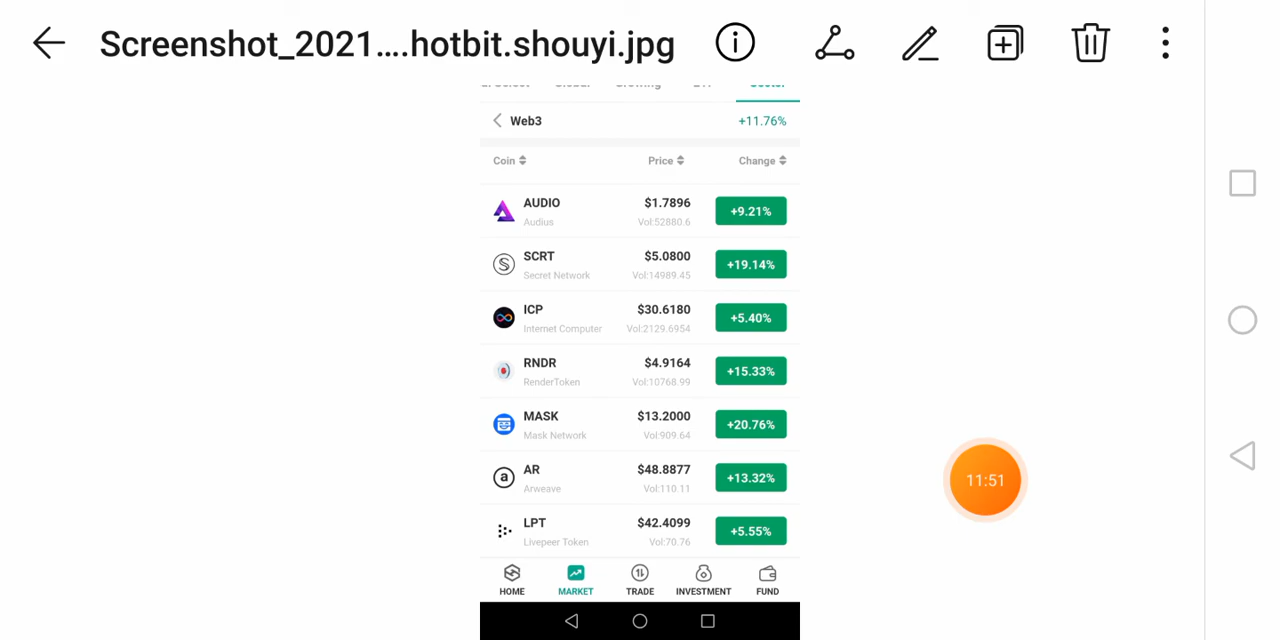 Screenshot_2021....hotbit.shouyi.jpg
Web3 +11.76%
Coin Price Change
AUDIO $1.7896 +9.21%
Audius Vol:52880.6
SCRT $5.0800 +19.14%
Secret Network Vol:14989.45
ICP $30.6180 +5.40%
Internet Computer Vol:2129.6954
RNDR $4.9164 +15.33%
RenderToken Vol:10768.99
MASK $13.2000 +20.76%
Mask Network Vol:909.64
AR $48.8877 +13.32%
Arweave Vol:110.11
11:51
LPT $42.4099 +5.55%
Livepeer Token Vol:70.76
HOME MARKET TRADE INVESTMENT FUND